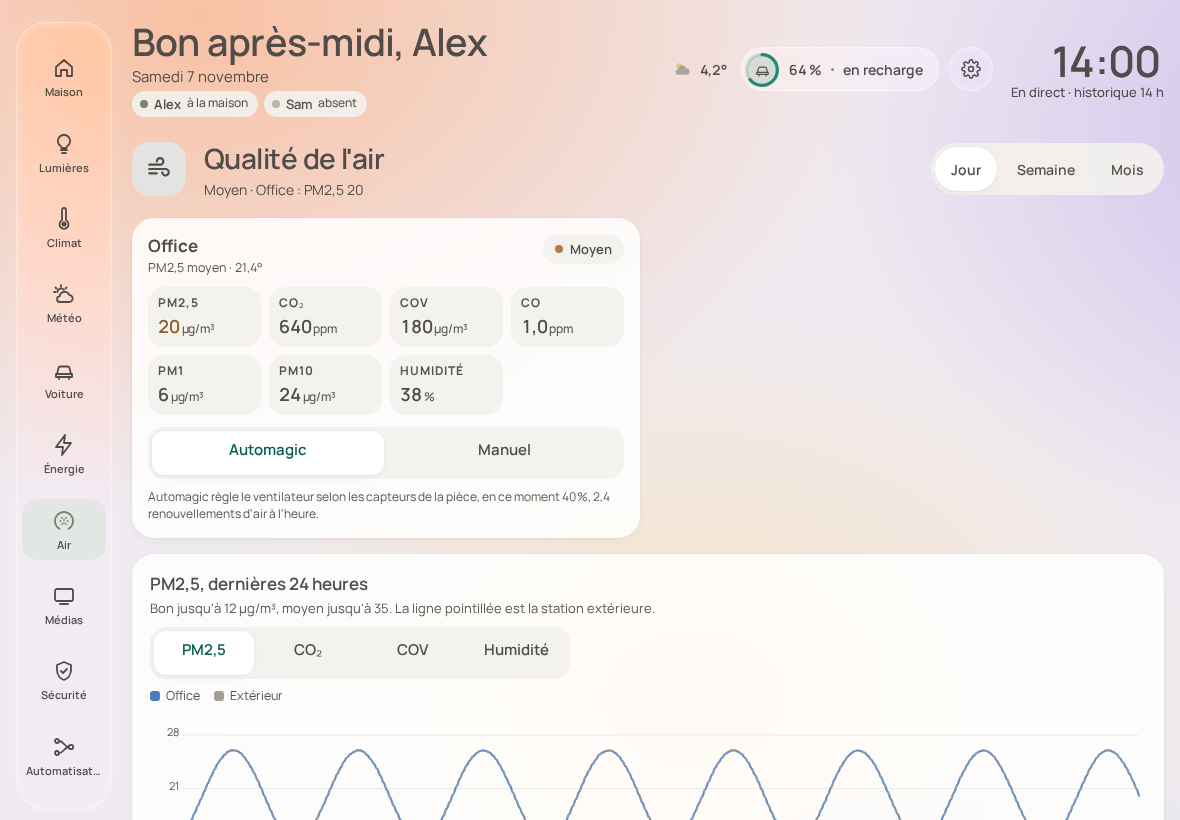 Bon après-midi, Alex
Samedi 7 novembre
Alex à la maison
Sam absent
4,2°
64 % · en recharge
14:00
En direct · historique 14 h
Maison
Lumières
Climat
Météo
Voiture
Énergie
Air
Médias
Sécurité
Automatisat…
Qualité de l'air
Moyen · Office : PM2,5 20
Jour
Semaine
Mois
Office
PM2,5 moyen · 21,4°
Moyen
PM2,5
20 µg/m³
CO₂
640 ppm
COV
180 µg/m³
CO
1,0 ppm
PM1
6 µg/m³
PM10
24 µg/m³
HUMIDITÉ
38 %
Automagic
Manuel
Automagic règle le ventilateur selon les capteurs de la pièce, en ce moment 40 %, 2,4
renouvellements d'air à l'heure.
PM2,5, dernières 24 heures
Bon jusqu'à 12 µg/m³, moyen jusqu'à 35. La ligne pointillée est la station extérieure.
PM2,5
CO₂
COV
Humidité
Office
Extérieur
28
21